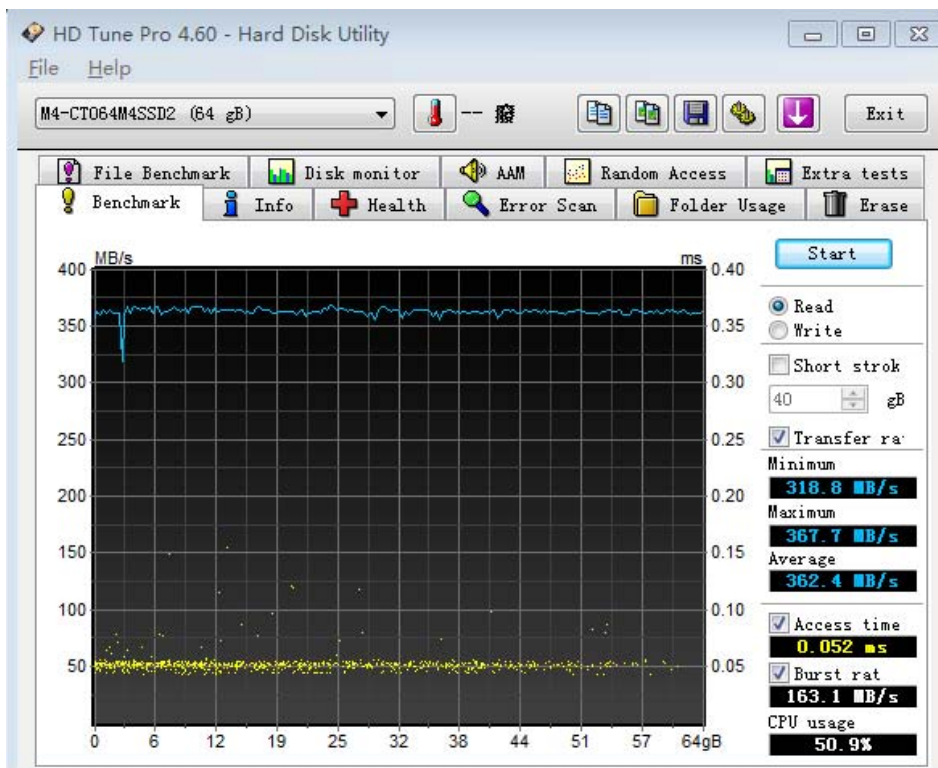 HD Tune Pro 4.60 - Hard Disk Utility
File Help
M4-CT064M4SSD2 (64 gB) -- 癈 Exit
File Benchmark Disk monitor AAM Random Access Extra tests
Benchmark Info Health Error Scan Folder Usage Erase
MB/s ms
Start
400 0.40
Read
350 0.35
Write
Short strok
300 0.30
40 gB
250 0.25
Transfer ra
Minimum
318.8 MB/s
200 0.20
Maximum
367.7 MB/s
150 0.15
Average
362.4 MB/s
100 0.10
Access time
0.052 ms
50 0.05
Burst rat
163.1 MB/s
CPU usage
50.9%
0 6 12 19 25 32 38 44 51 57 64gB